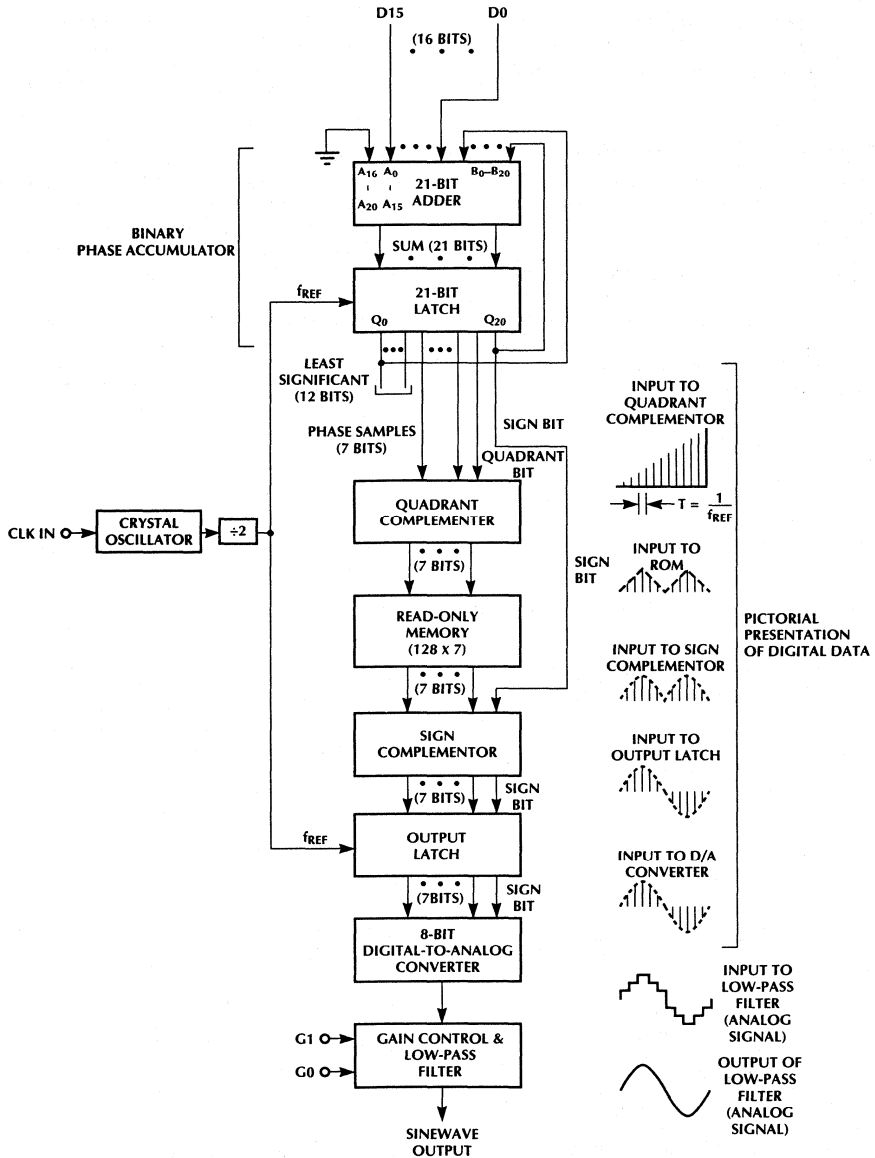 D15
D0
(16 BITS)
A16 A0
B0–B20
21-BIT
ADDER
A20 A15
BINARY
PHASE ACCUMULATOR
SUM (21 BITS)
fREF
21-BIT
LATCH
Q0
Q20
LEAST
SIGNIFICANT
(12 BITS)
PHASE SAMPLES
(7 BITS)
SIGN BIT
QUADRANT
BIT
QUADRANT
COMPLEMENTER
CLK IN
CRYSTAL
OSCILLATOR
÷2
(7 BITS)
SIGN
BIT
READ-ONLY
MEMORY
(128 x 7)
(7 BITS)
SIGN
COMPLEMENTOR
(7 BITS)
SIGN
BIT
fREF
OUTPUT
LATCH
(7BITS)
SIGN
BIT
8-BIT
DIGITAL-TO-ANALOG
CONVERTER
G1
G0
GAIN CONTROL &
LOW-PASS
FILTER
SINEWAVE
OUTPUT
INPUT TO
QUADRANT
COMPLEMENTOR
T = 1
fREF
INPUT TO
ROM
INPUT TO SIGN
COMPLEMENTOR
INPUT TO
OUTPUT LATCH
INPUT TO D/A
CONVERTER
PICTORIAL
PRESENTATION
OF DIGITAL DATA
INPUT TO
LOW-PASS
FILTER
(ANALOG
SIGNAL)
OUTPUT OF
LOW-PASS
FILTER
(ANALOG
SIGNAL)